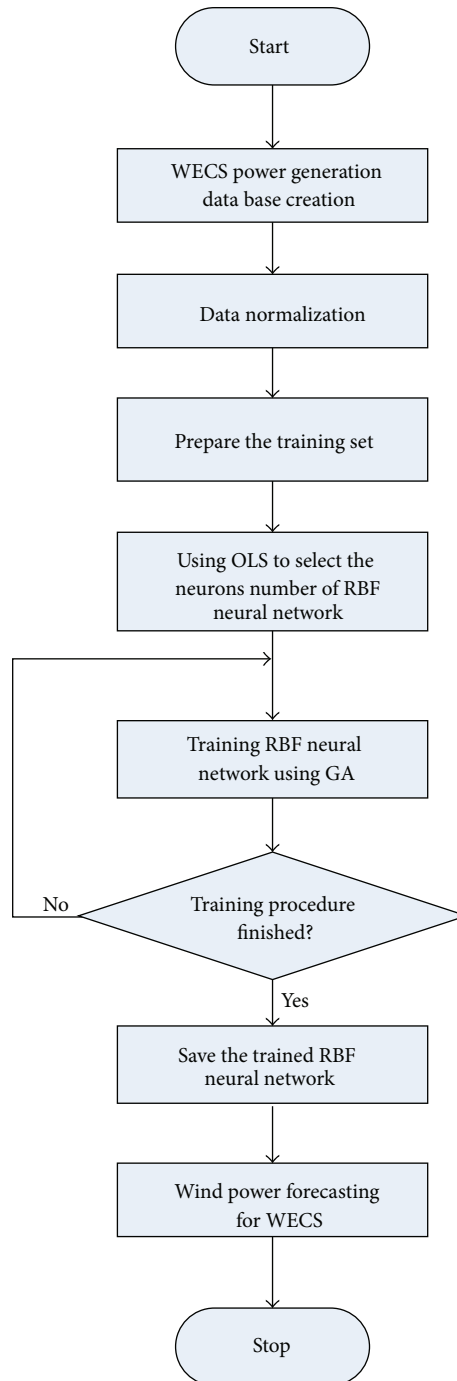 Start
WECS power generation
data base creation
Data normalization
Prepare the training set
Using OLS to select the
neurons number of RBF
neural network
Training RBF neural
network using GA
Training procedure
finished?
No
Yes
Save the trained RBF
neural network
Wind power forecasting
for WECS
Stop